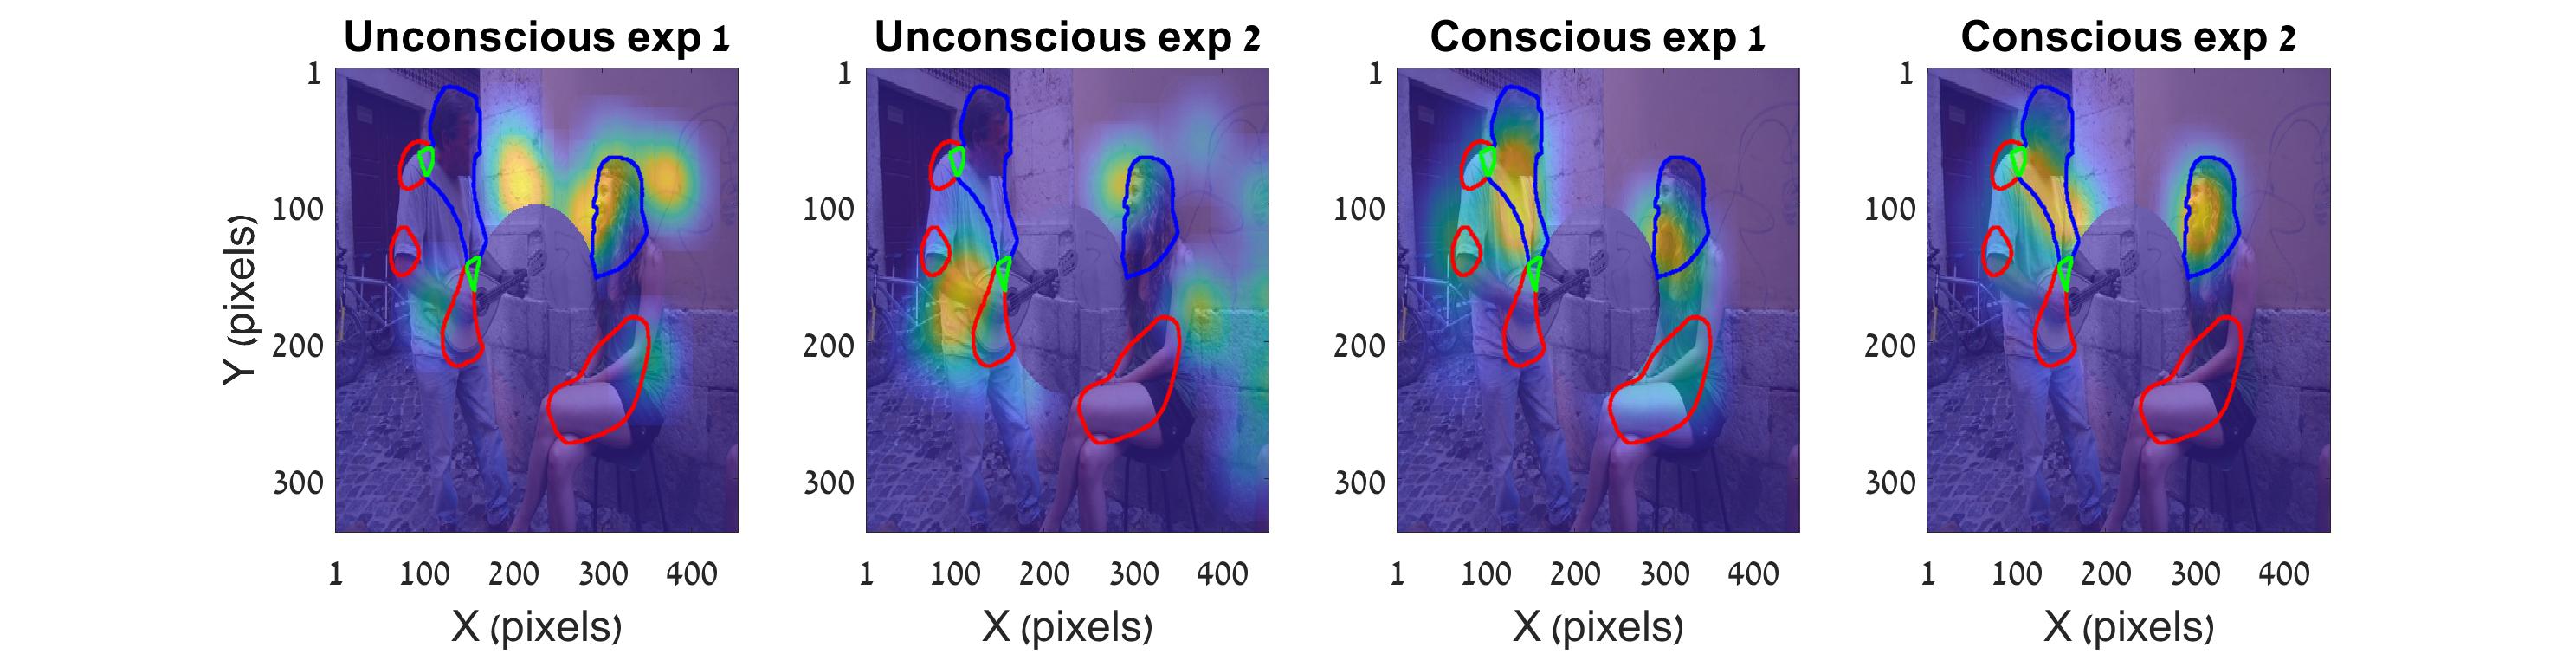 Unconscious exp 1 Unconscious exp 2 Conscious exp 1 Conscious exp 2
1 1 1 1
100 100 100 100
200 200 200 200
300 300 300 300
Y (pixels)
1 100 200 300 400 1 100 200 300 400 1 100 200 300 400 1 100 200 300 400
X (pixels) X (pixels) X (pixels) X (pixels)